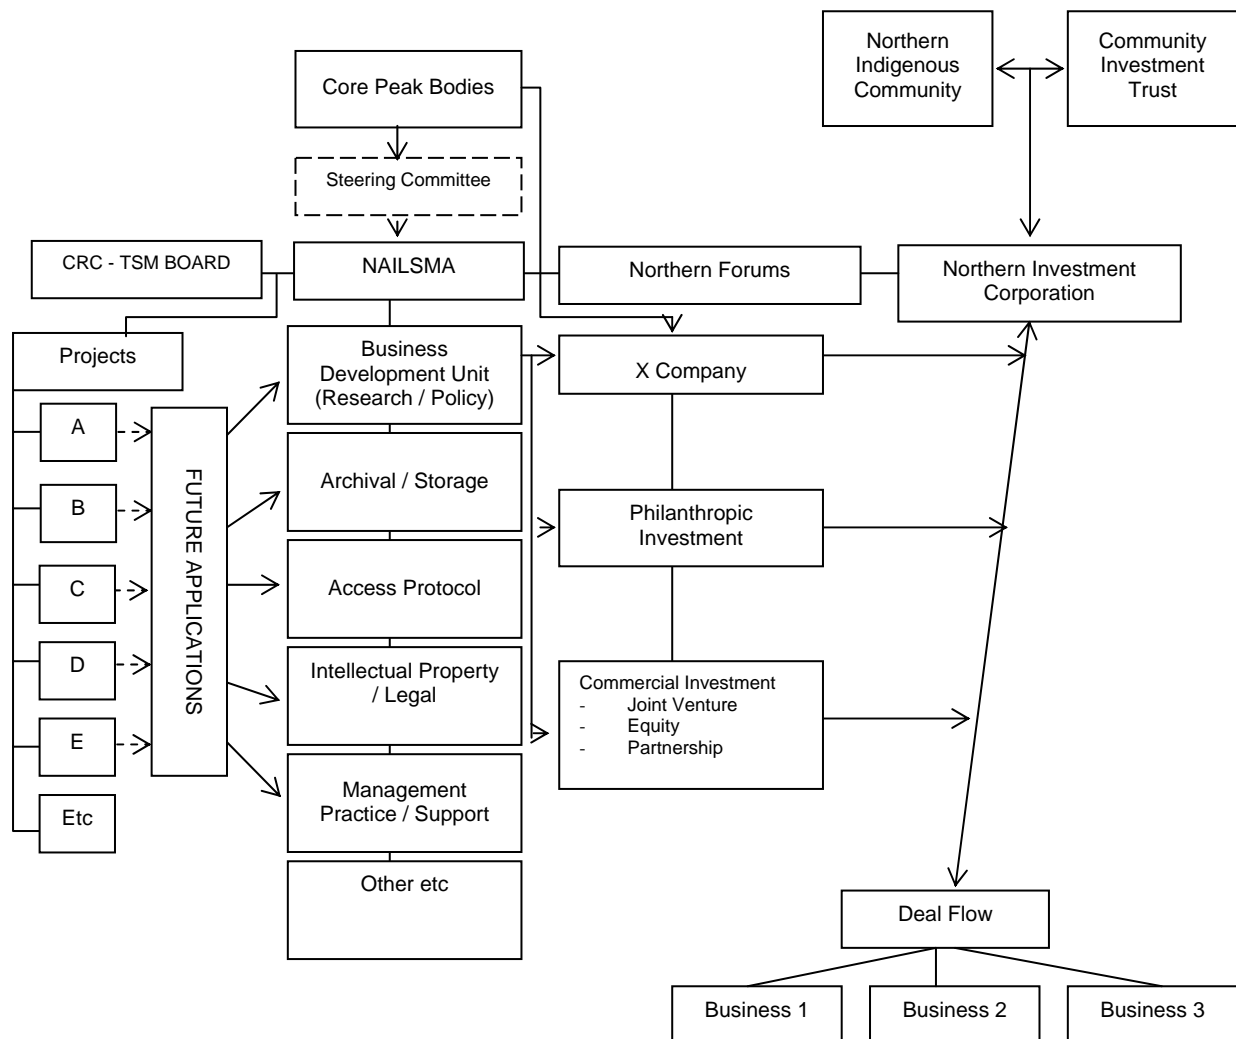 Northern
Indigenous
Community
Community
Investment
Trust
Core Peak Bodies
Steering Committee
CRC - TSM BOARD
NAILSMA
Northern Forums
Northern Investment
Corporation
Projects
Business
Development Unit
(Research / Policy)
X Company
A
B
C
D
E
Etc
FUTURE APPLICATIONS
Archival / Storage
Access Protocol
Intellectual Property
/ Legal
Management
Practice / Support
Other etc
Philanthropic
Investment
Commercial Investment
- Joint Venture
- Equity
- Partnership
Deal Flow
Business 1
Business 2
Business 3